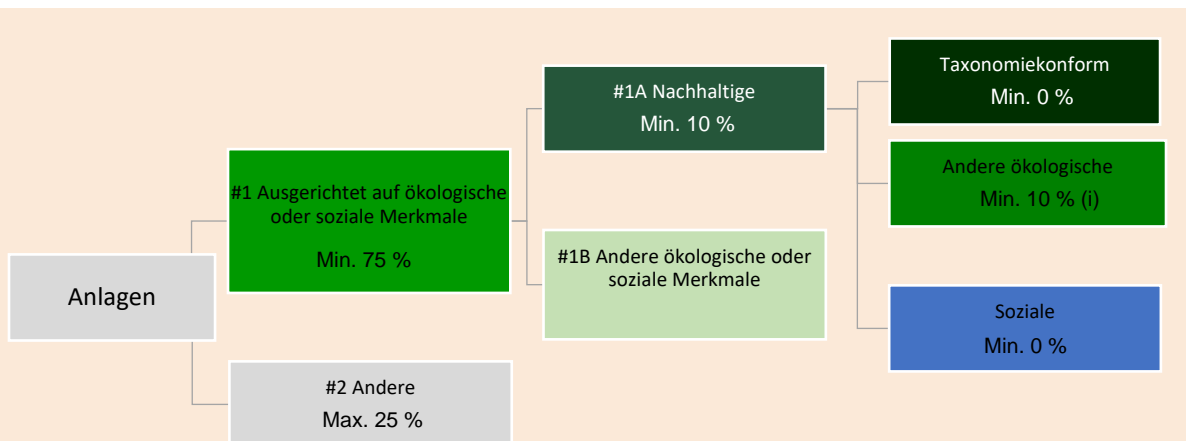 Anlagen
#1 Ausgerichtet auf ökologische
oder soziale Merkmale
Min. 75 %
#2 Andere
Max. 25 %
#1A Nachhaltige
Min. 10 %
#1B Andere ökologische oder
soziale Merkmale
Taxonomiekonform
Min. 0 %
Andere ökologische
Min. 10 % (i)
Soziale
Min. 0 %